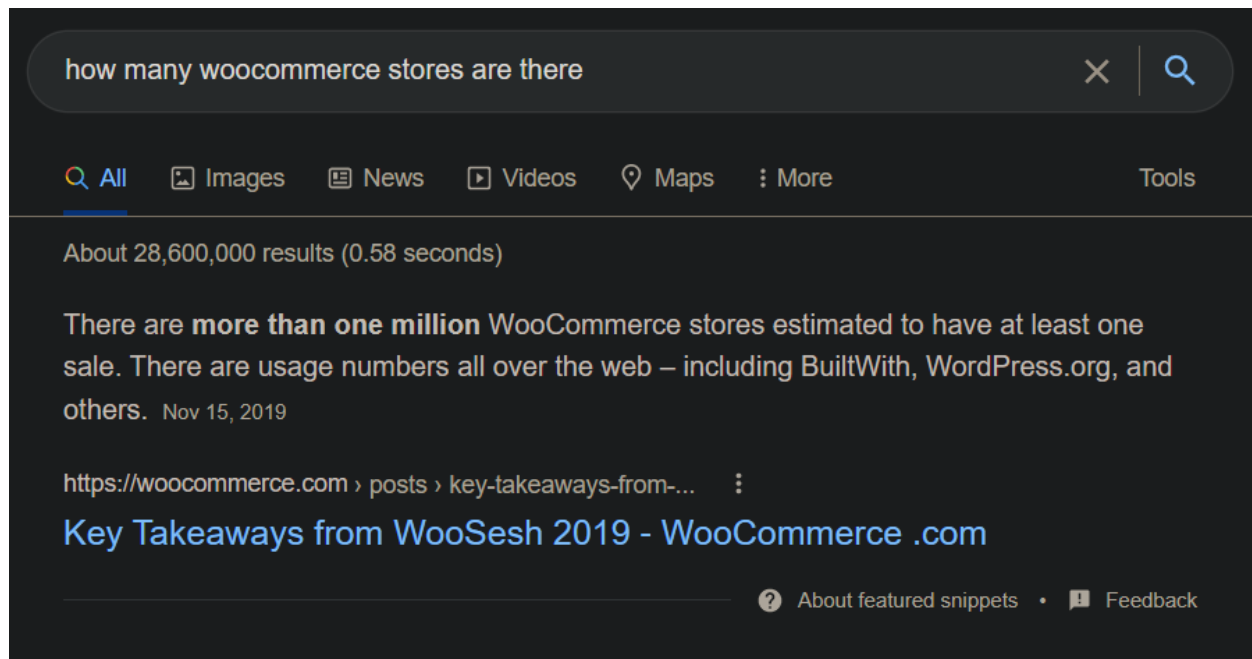 how many woocommerce stores are there
All Images News Videos Maps More Tools
About 28,600,000 results (0.58 seconds)
There are more than one million WooCommerce stores estimated to have at least one
sale. There are usage numbers all over the web – including BuiltWith, WordPress.org, and
others. Nov 15, 2019
https://woocommerce.com › posts › key-takeaways-from-...
Key Takeaways from WooSesh 2019 - WooCommerce .com
About featured snippets • Feedback